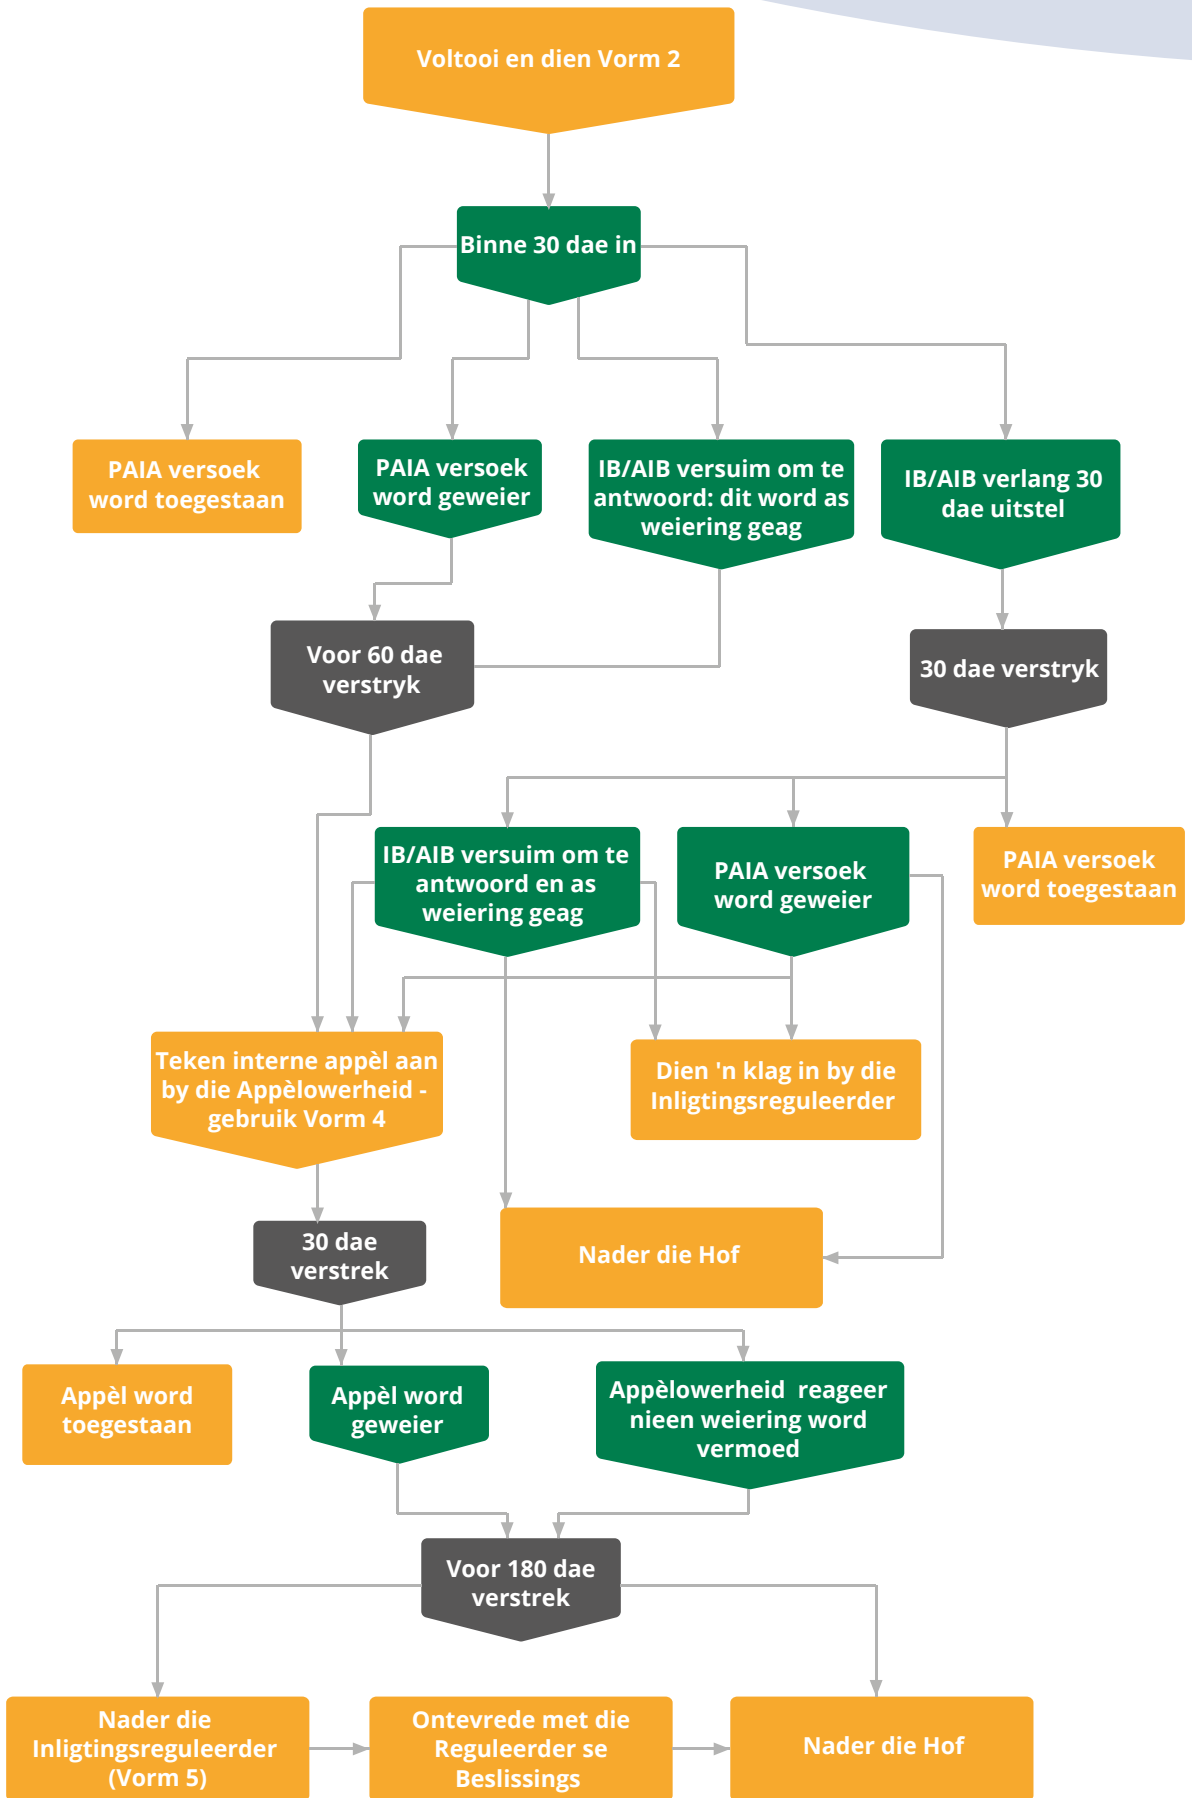 Voltooi en dien Vorm 2
Binne 30 dae in
PAIA versoek
word toegestaan
PAIA versoek
word geweier
IB/AIB versuim om te
antwoord: dit word as
weiering geag
IB/AIB verlang 30
dae uitstel
Voor 60 dae
verstryk
30 dae verstryk
IB/AIB versuim om te
antwoord en as
weiering geag
PAIA versoek
word geweier
PAIA versoek
word toegestaan
Teken interne appèl aan
by die Appèlowerheid -
gebruik Vorm 4
Dien 'n klag in by die
Inligtingsreguleerder
Nader die Hof
30 dae
verstrek
Appèl word
toegestaan
Appèl word
geweier
Appèlowerheid  reageer
nieen weiering word
vermoed
Voor 180 dae
verstrek
Nader die
Inligtingsreguleerder
(Vorm 5)
Ontevrede met die
Reguleerder se
Beslissings
Nader die Hof